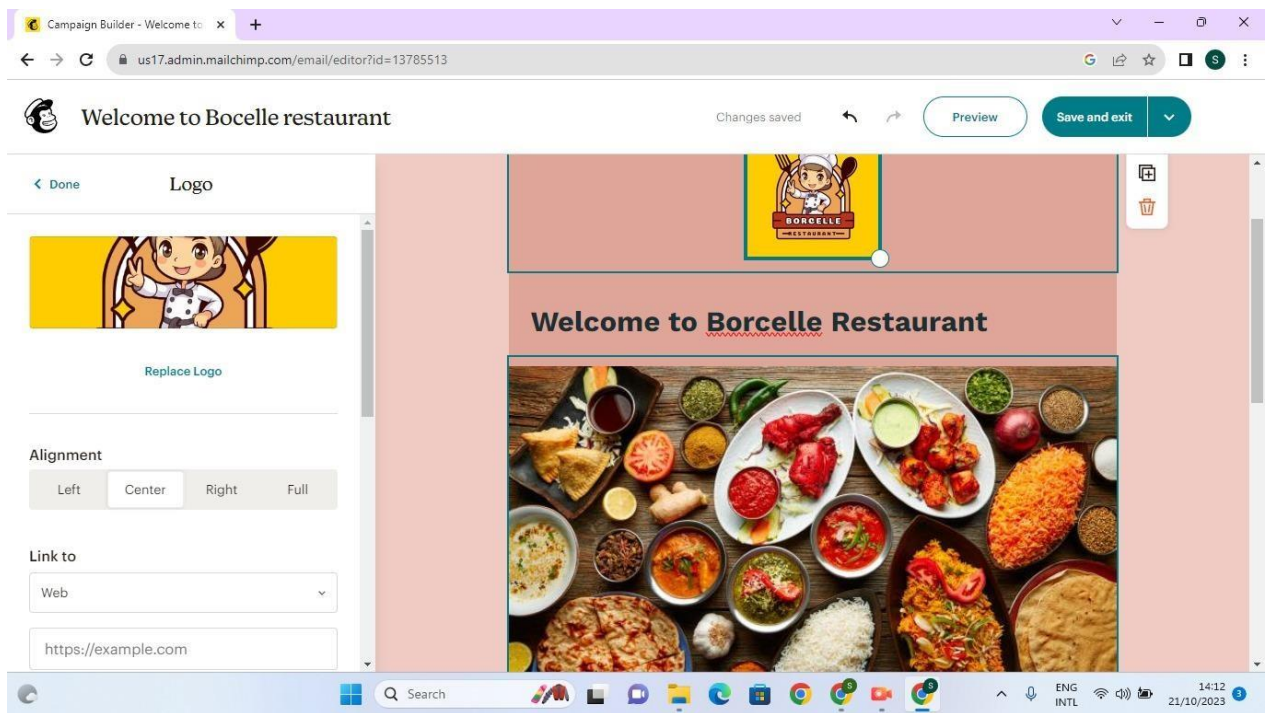 Campaign Builder - Welcome to
us17.admin.mailchimp.com/email/editor?id=13785513
S
Welcome to Bocelle restaurant
Changes saved
Preview
Save and exit
Done
Logo
Replace Logo
Alignment
Left Center Right Full
Link to
Web
https://example.com
BORCELLE
RESTAURANT
Welcome to Borcelle Restaurant
Search
S
S
ENG
INTL
14:12
21/10/2023
3